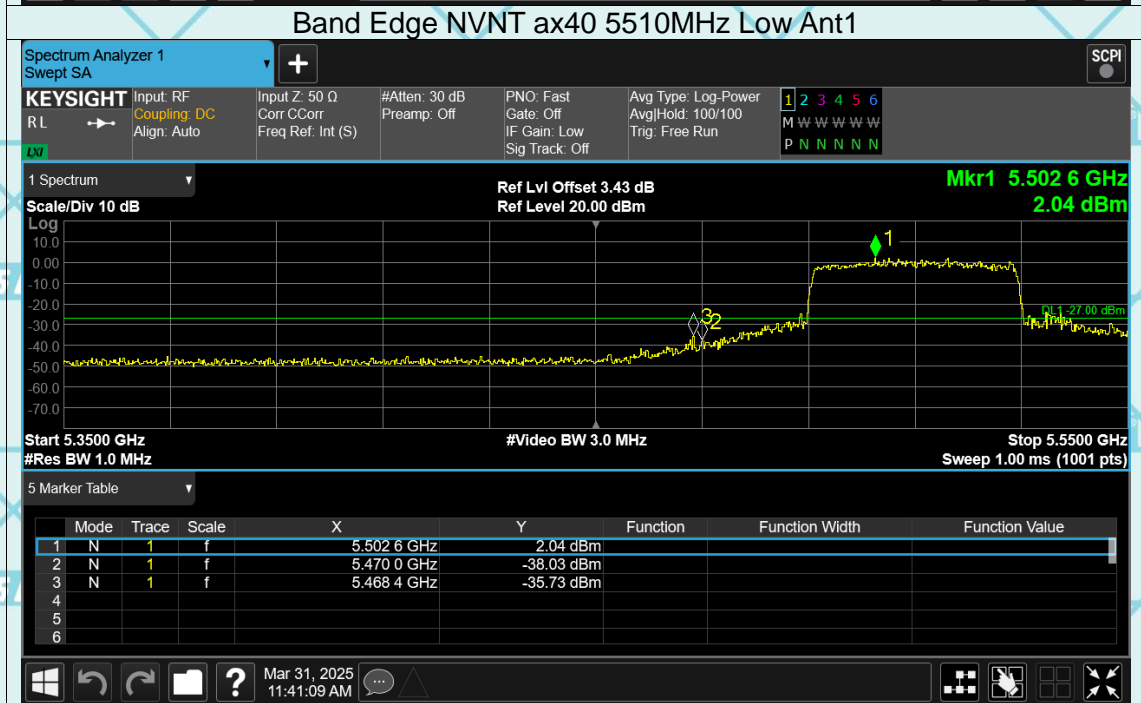 Band Edge NVNT ax40 5510MHz Low Ant1
Spectrum Analyzer 1
Swept SA
▼
+
SCPI
KEYSIGHT
RL
LXI
Input: RF
Coupling: DC
Align: Auto
Input Z: 50 Ω
Corr CCorr
Freq Ref: Int (S)
#Atten: 30 dB
Preamp: Off
PNO: Fast
Gate: Off
IF Gain: Low
Sig Track: Off
Avg Type: Log-Power
Avg|Hold: 100/100
Trig: Free Run
1 2 3 4 5 6
M W W W W W
P N N N N N
1 Spectrum ▼
Scale/Div 10 dB
Ref Lvl Offset 3.43 dB
Ref Level 20.00 dBm
Mkr1 5.502 6 GHz
2.04 dBm
Log
10.0
0.00
-10.0
-20.0
-30.0
-40.0
-50.0
-60.0
-70.0
1
3
2
DL1 -27.00 dBm
Start 5.3500 GHz #Video BW 3.0 MHz Stop 5.5500 GHz
#Res BW 1.0 MHz Sweep 1.00 ms (1001 pts)
5 Marker Table ▼
Mode Trace Scale X Y Function Function Width Function Value
1 N 1 f 5.502 6 GHz 2.04 dBm
2 N 1 f 5.470 0 GHz -38.03 dBm
3 N 1 f 5.468 4 GHz -35.73 dBm
4
5
6
?
Mar 31, 2025
11:41:09 AM